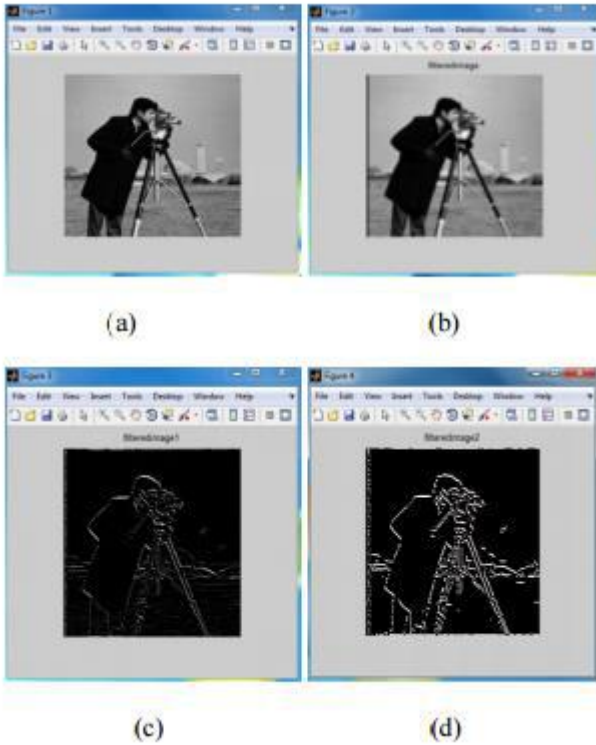 Figure 1
File Edit View Insert Tools Desktop Window Help
Figure 2
File Edit View Insert Tools Desktop Window Help
filteredimage
(a)
(b)
Figure 3
File Edit View Insert Tools Desktop Window Help
filteredimage1
Figure 4
File Edit View Insert Tools Desktop Window Help
filteredimage2
(c)
(d)